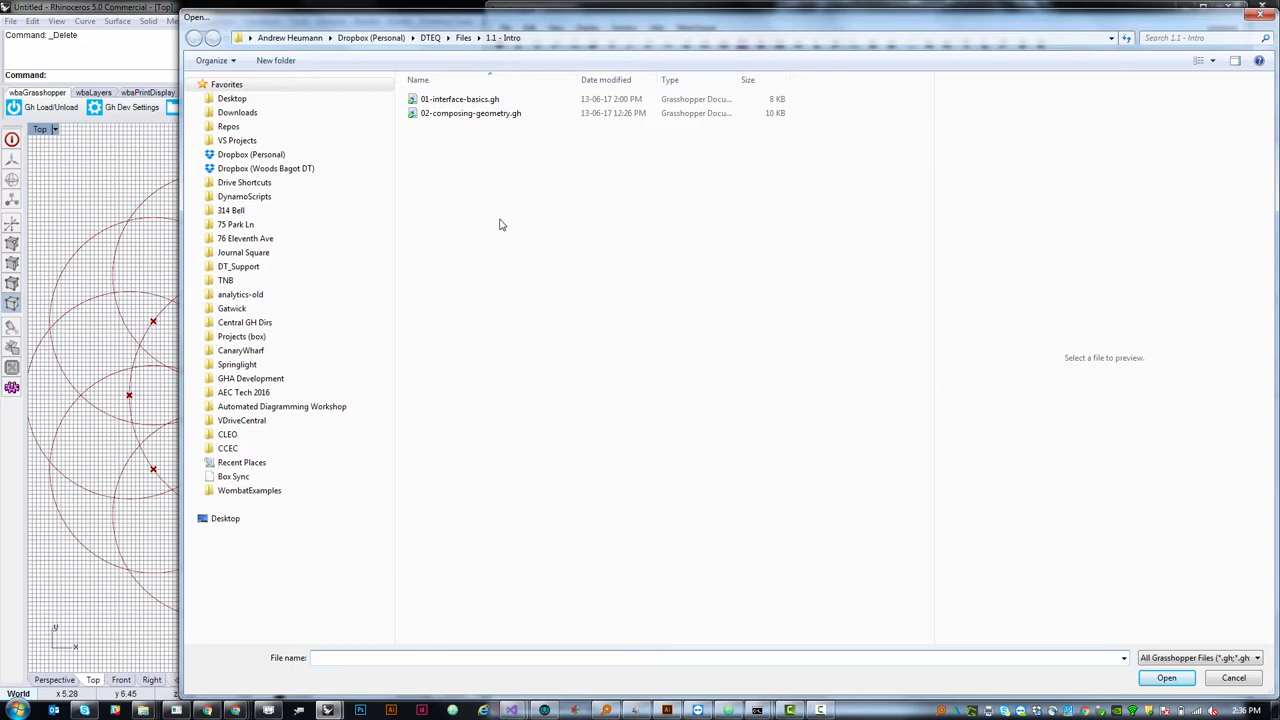 Untitled - Rhinoceros 5.0 Commercial - [Top]
File Edit View Curve Surface Solid
Command: _Delete
Command:
wbaGrasshopper wbaLayers wbaPrintDisplay
Gh Load/Unload Gh Dev Settings
Top
Open...
Andrew Heumann Dropbox (Personal) DTEQ Files 1.1 - Intro
Search 1.1 - Intro
Organize New folder
Favorites
Desktop
Downloads
Repos
VS Projects
Dropbox (Personal)
Dropbox (Woods Bagot DT)
Drive Shortcuts
DynamoScripts
314 Bell
75 Park Ln
76 Eleventh Ave
Journal Square
DT_Support
TNB
analytics-old
Gatwick
Central GH Dirs
Projects (box)
CanaryWharf
Springlight
GHA Development
AEC Tech 2016
Automated Diagramming Workshop
VDriveCentral
CLEO
CCEC
Recent Places
Box Sync
WombatExamples
Desktop
Name Date modified Type Size
01-interface-basics.gh 13-06-17 2:00 PM Grasshopper Docu... 8 KB
02-composing-geometry.gh 13-06-17 12:26 PM Grasshopper Docu... 10 KB
Select a file to preview.
File name:
All Grasshopper Files (*.gh;*.gh
Open Cancel
y
x
Perspective Top Front Right
World x 5.28 y 6.45 z
2:36 PM